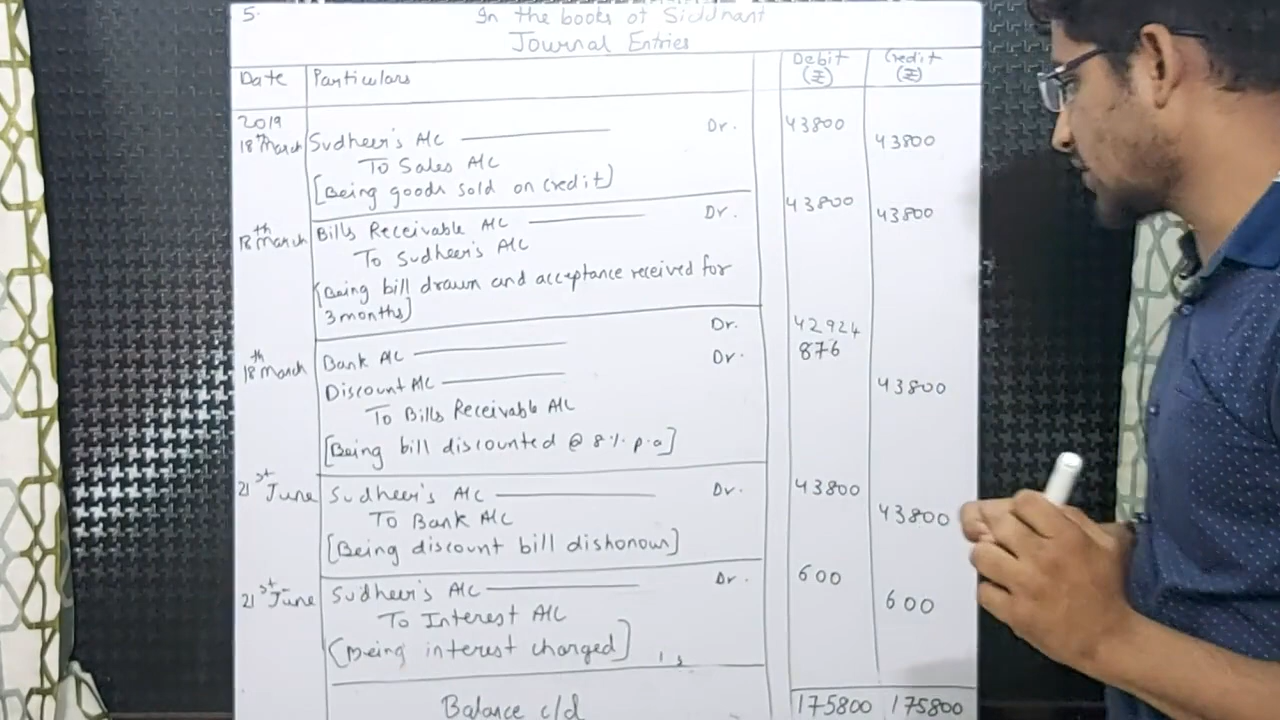 5.
In the books of Siddhant
Journal Entries
Date Particulars Debit (₹) Credit (₹)
2019
18th March Sudheer's A/C Dr. 43800
To Sales A/C 43800
[Being goods sold on credit]
18th March Bills Receivable A/C Dr. 43800
To Sudheer's A/C 43800
[Being bill drawn and acceptance received for
3 months]
18th March Bank A/C Dr. 42924
Discount A/C Dr. 876
To Bills Receivable A/C 43800
[Being bill discounted @ 8% p.a]
21st June Sudheer's A/C Dr. 43800
To Bank A/C 43800
[Being discount bill dishonour]
21st June Sudheer's A/C Dr. 600
To Interest A/C 600
[Being interest charged]
Balance c/d 175800 175800